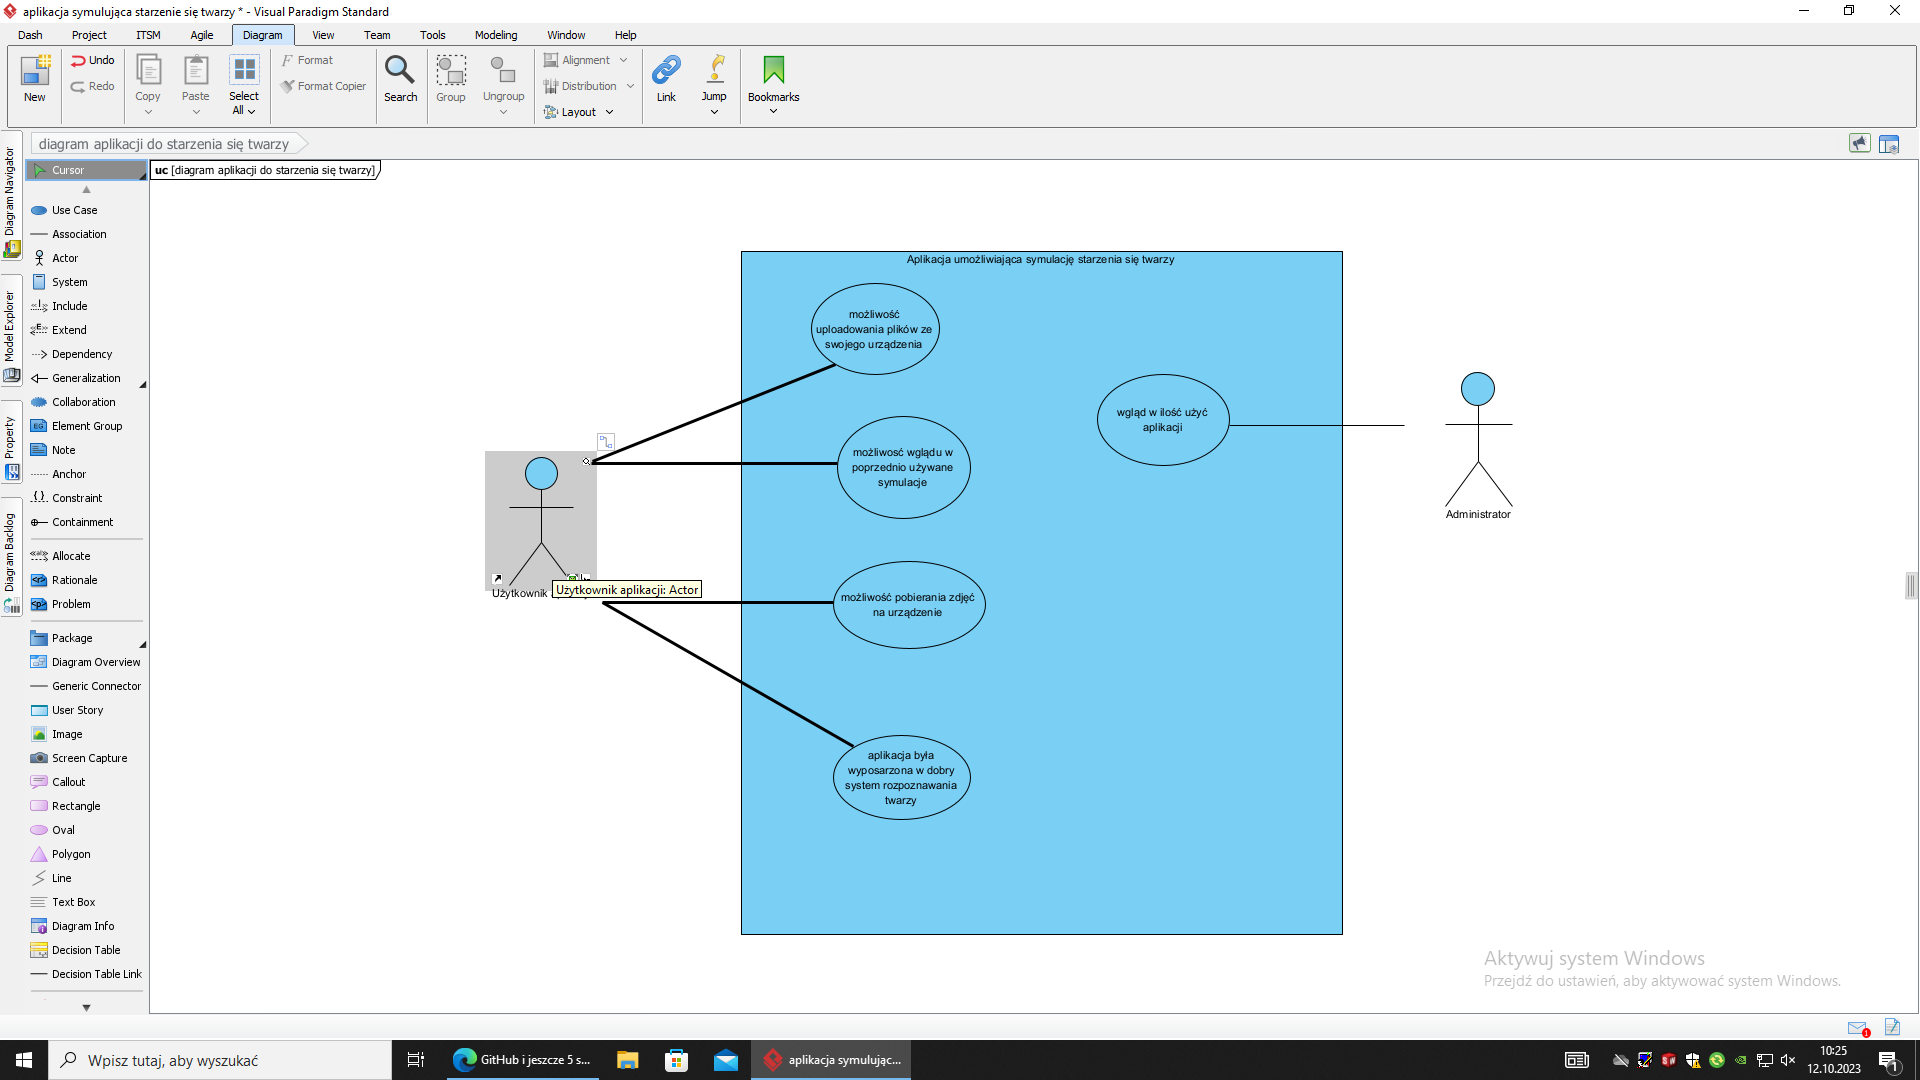 aplikacja symulująca starzenie się twarzy * - Visual Paradigm Standard
Dash
Project
ITSM
Agile
Diagram
View
Team
Tools
Modeling
Window
Help
New
Undo
Redo
Copy
Paste
Select
All
Format
Format Copier
Search
Group
Ungroup
Alignment
Distribution
Layout
Link
Jump
Bookmarks
diagram aplikacji do starzenia się twarzy
Diagram Navigator
Model Explorer
Property
Diagram Backlog
Cursor
Use Case
Association
Actor
System
Include
Extend
Dependency
Generalization
Collaboration
Element Group
Note
Anchor
Constraint
Containment
Allocate
Rationale
Problem
Package
Diagram Overview
Generic Connector
User Story
Image
Screen Capture
Callout
Rectangle
Oval
Polygon
Line
Text Box
Diagram Info
Decision Table
Decision Table Link
uc [diagram aplikacji do starzenia się twarzy]
Aplikacja umożliwiająca symulację starzenia się twarzy
możliwość
uploadowania plików ze
swojego urządzenia
możliwosć wglądu w
poprzednio używane
symulacje
możliwość pobierania zdjęć
na urządzenie
aplikacja była
wyposarzona w dobry
system rozpoznawania
twarzy
wgląd w ilość użyć
aplikacji
Administrator
Użytkownik
Użytkownik aplikacji: Actor
Aktywuj system Windows
Przejdź do ustawień, aby aktywować system Windows.
Wpisz tutaj, aby wyszukać
GitHub i jeszcze 5 s...
aplikacja symulując...
10:25
12.10.2023